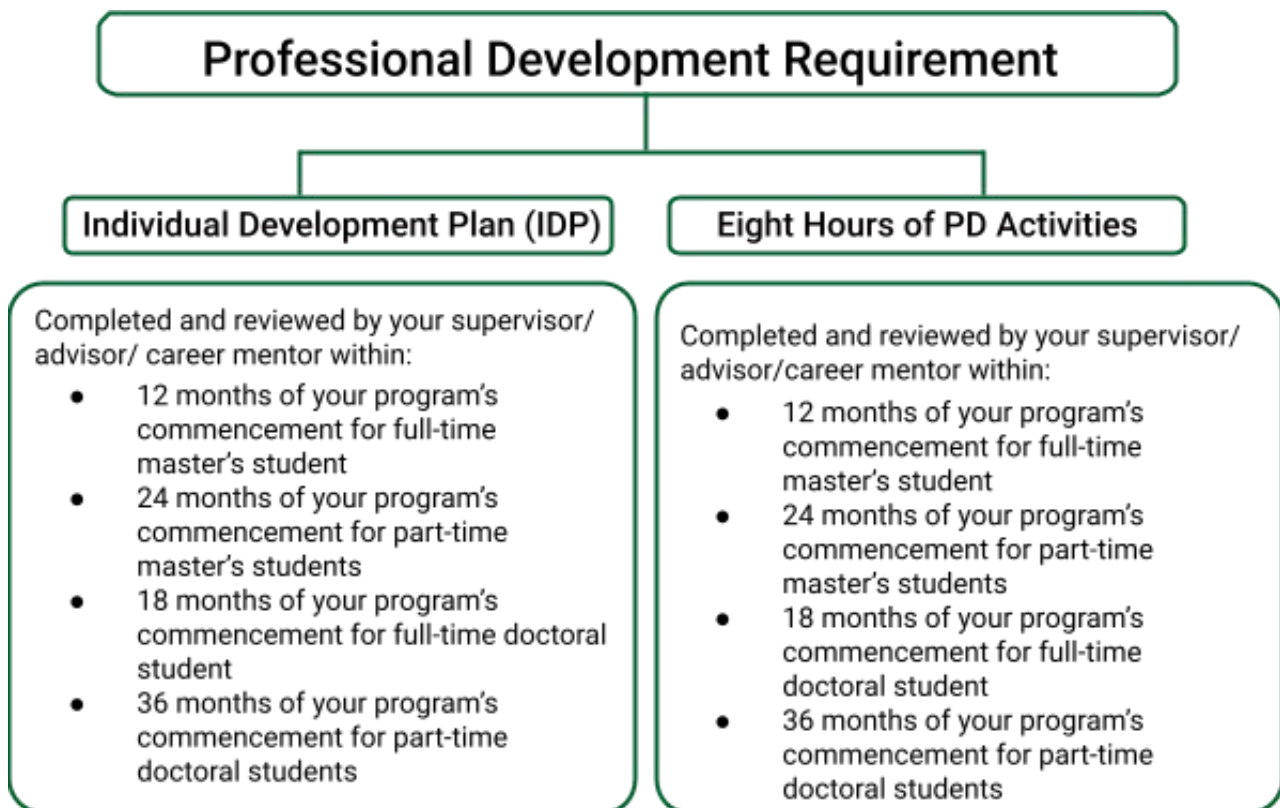 Professional Development Requirement
Individual Development Plan (IDP)
Completed and reviewed by your supervisor/
advisor/ career mentor within:
● 12 months of your program’s
commencement for full-time
master’s student
● 24 months of your program’s
commencement for part-time
master’s students
● 18 months of your program’s
commencement for full-time doctoral
student
● 36 months of your program’s
commencement for part-time
doctoral students
Eight Hours of PD Activities
Completed and reviewed by your supervisor/
advisor/career mentor within:
● 12 months of your program’s
commencement for full-time
master’s student
● 24 months of your program’s
commencement for part-time
master’s students
● 18 months of your program’s
commencement for full-time
doctoral student
● 36 months of your program’s
commencement for part-time
doctoral students